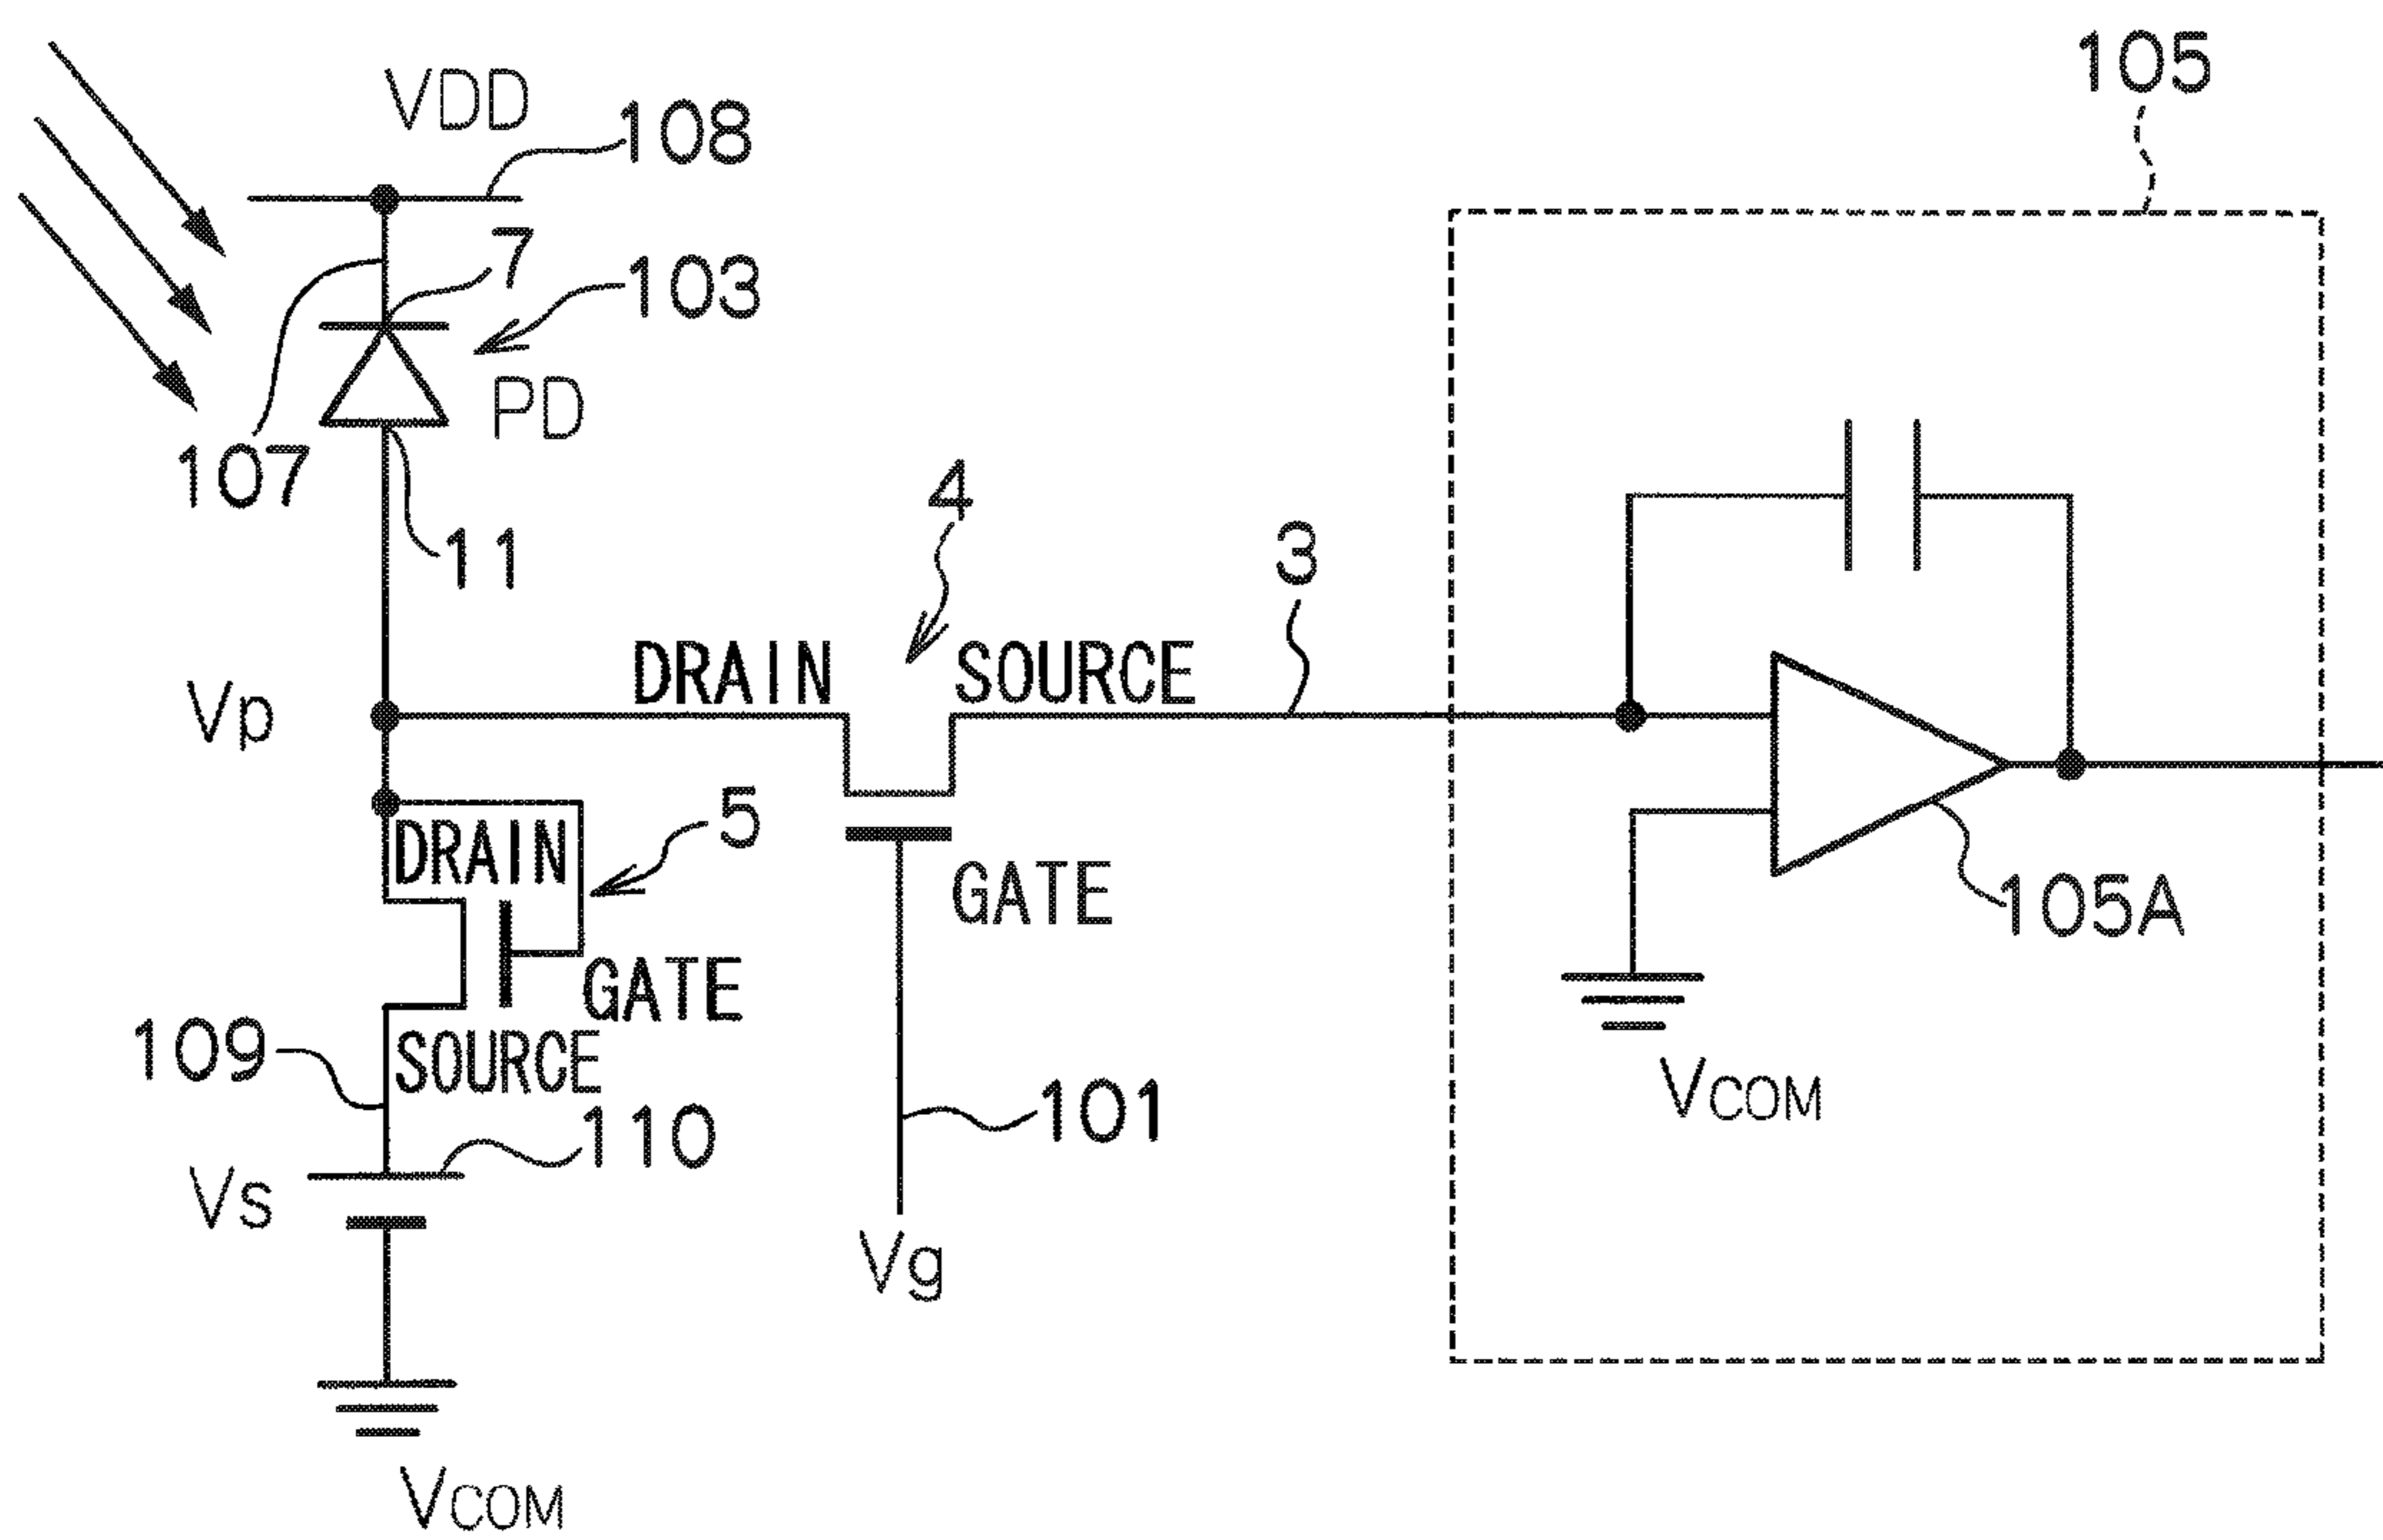 105
VDD
108
7
103
PD
107
4
11
3
DRAIN
SOURCE
Vp
5
DRAIN
GATE
105A
GATE
109
SOURCE
VCOM
110
101
Vs
Vg
VCOM